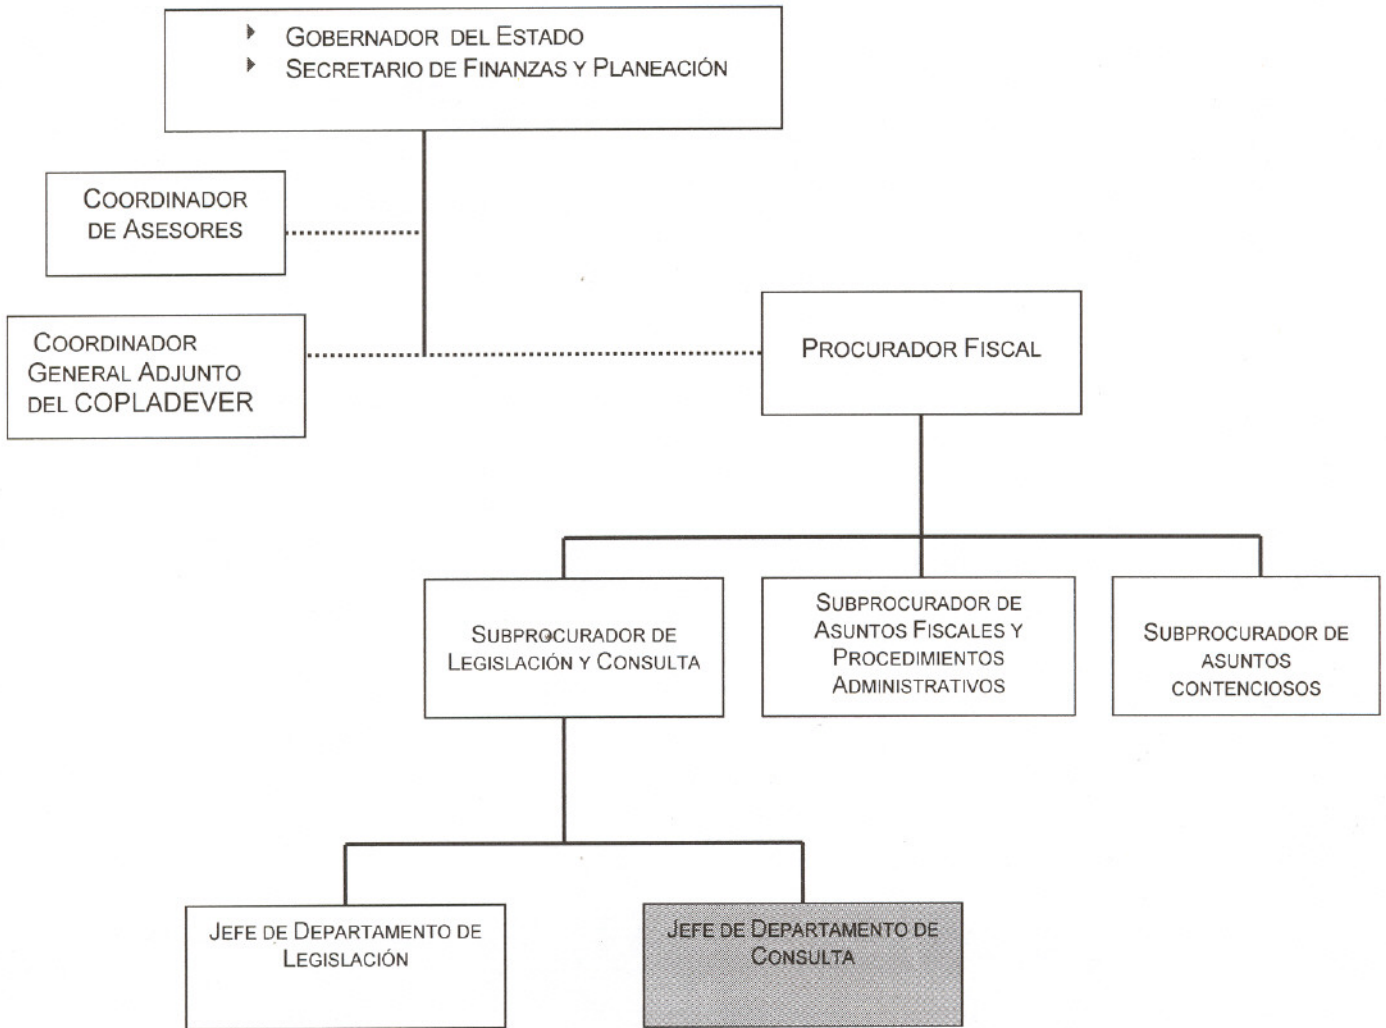 GOBERNADOR DEL ESTADO
SECRETARIO DE FINANZAS Y PLANEACIÓN
COORDINADOR
DE ASESORES
COORDINADOR
GENERAL ADJUNTO
DEL COPLADEVER
PROCURADOR FISCAL
SUBPROCURADOR DE
LEGISLACIÓN Y CONSULTA
SUBPROCURADOR DE
ASUNTOS FISCALES Y
PROCEDIMIENTOS
ADMINISTRATIVOS
SUBPROCURADOR DE
ASUNTOS
CONTENCIOSOS
JEFE DE DEPARTAMENTO DE
LEGISLACIÓN
JEFE DE DEPARTAMENTO DE
CONSULTA